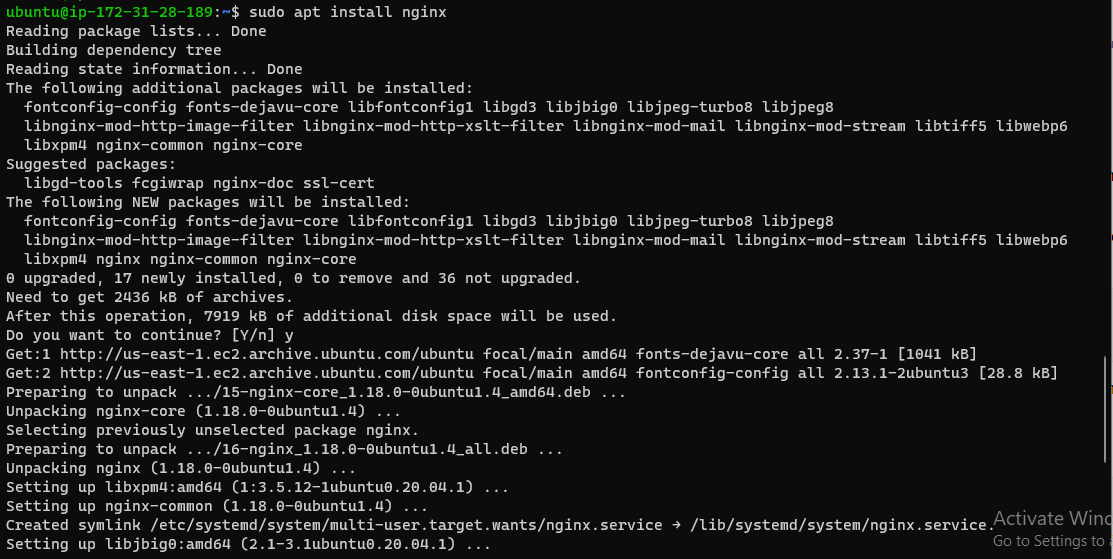 ubuntu@ip-172-31-28-189:~$ sudo apt install nginx
Reading package lists... Done
Building dependency tree
Reading state information... Done
The following additional packages will be installed:
  fontconfig-config fonts-dejavu-core libfontconfig1 libgd3 libjbig0 libjpeg-turbo8 libjpeg8
  libnginx-mod-http-image-filter libnginx-mod-http-xslt-filter libnginx-mod-mail libnginx-mod-stream libtiff5 libwebp6
  libxpm4 nginx-common nginx-core
Suggested packages:
  libgd-tools fcgiwrap nginx-doc ssl-cert
The following NEW packages will be installed:
  fontconfig-config fonts-dejavu-core libfontconfig1 libgd3 libjbig0 libjpeg-turbo8 libjpeg8
  libnginx-mod-http-image-filter libnginx-mod-http-xslt-filter libnginx-mod-mail libnginx-mod-stream libtiff5 libwebp6
  libxpm4 nginx nginx-common nginx-core
0 upgraded, 17 newly installed, 0 to remove and 36 not upgraded.
Need to get 2436 kB of archives.
After this operation, 7919 kB of additional disk space will be used.
Do you want to continue? [Y/n] y
Get:1 http://us-east-1.ec2.archive.ubuntu.com/ubuntu focal/main amd64 fonts-dejavu-core all 2.37-1 [1041 kB]
Get:2 http://us-east-1.ec2.archive.ubuntu.com/ubuntu focal/main amd64 fontconfig-config all 2.13.1-2ubuntu3 [28.8 kB]
Preparing to unpack .../15-nginx-core_1.18.0-0ubuntu1.4_amd64.deb ...
Unpacking nginx-core (1.18.0-0ubuntu1.4) ...
Selecting previously unselected package nginx.
Preparing to unpack .../16-nginx_1.18.0-0ubuntu1.4_all.deb ...
Unpacking nginx (1.18.0-0ubuntu1.4) ...
Setting up libxpm4:amd64 (1:3.5.12-1ubuntu0.20.04.1) ...
Setting up nginx-common (1.18.0-0ubuntu1.4) ...
Created symlink /etc/systemd/system/multi-user.target.wants/nginx.service → /lib/systemd/system/nginx.service.
Setting up libjbig0:amd64 (2.1-3.1ubuntu0.20.04.1) ...
Activate Wind
Go to Settings to a